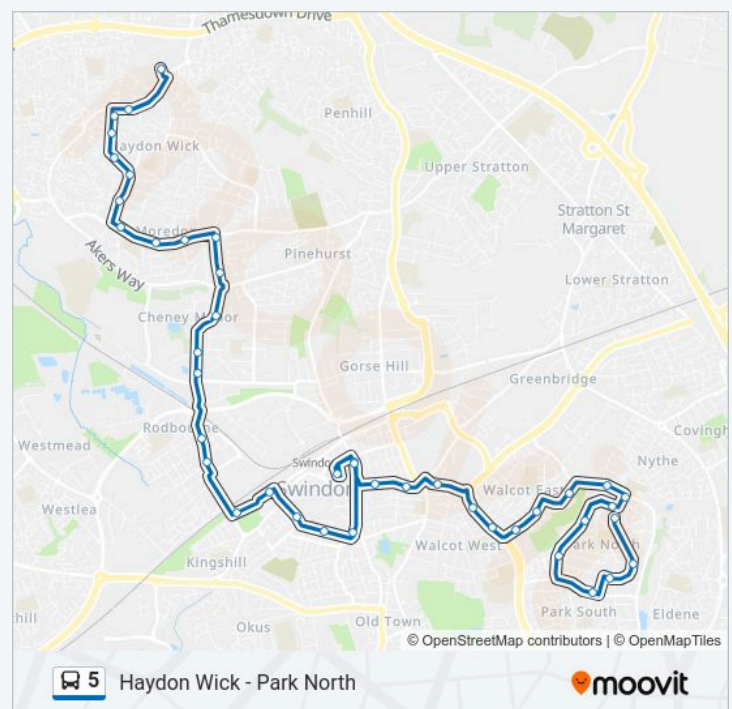 Thamesdown Drive
Penhill
Haydon Wick
Upper Stratton
Stratton St
Margaret
Moredon
Pinehurst
Akers Way
Lower Stratton
Cheney Manor
Gorse Hill
Greenbridge
Rodbourne
Covingh
Westmead
Swindon
Nythe
Swindon
Walcot East
Westlea
Walcot West
Park North
Kingshill
Park South
Eldene
hill
Okus
Old Town
© OpenStreetMap contributors | © OpenMapTiles
5 Haydon Wick - Park North
moovit